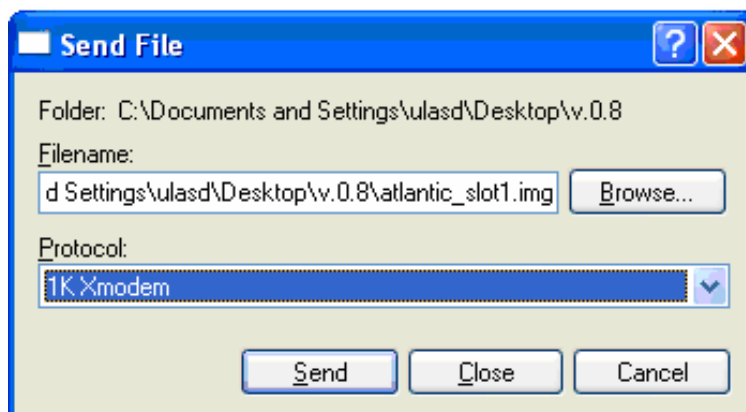 Send File
Folder: C:\Documents and Settings\ulasd\Desktop\v.0.8
Filename:
d Settings\ulasd\Desktop\v.0.8\atlantic_slot1.img Browse...
Protocol:
1K Xmodem
Send Close Cancel